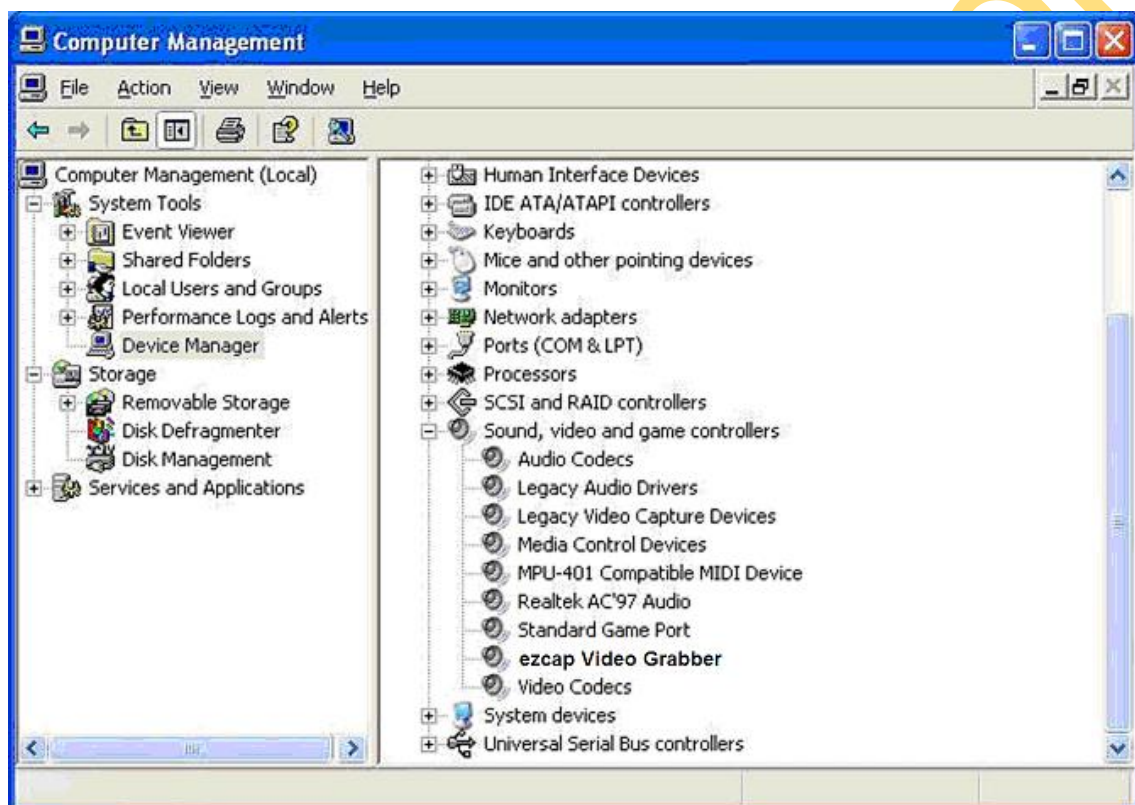 Computer Management
File Action View Window Help
Computer Management (Local)
System Tools
Event Viewer
Shared Folders
Local Users and Groups
Performance Logs and Alerts
Device Manager
Storage
Removable Storage
Disk Defragmenter
Disk Management
Services and Applications
Human Interface Devices
IDE ATA/ATAPI controllers
Keyboards
Mice and other pointing devices
Monitors
Network adapters
Ports (COM & LPT)
Processors
SCSI and RAID controllers
Sound, video and game controllers
Audio Codecs
Legacy Audio Drivers
Legacy Video Capture Devices
Media Control Devices
MPU-401 Compatible MIDI Device
Realtek AC'97 Audio
Standard Game Port
ezcap Video Grabber
Video Codecs
System devices
Universal Serial Bus controllers